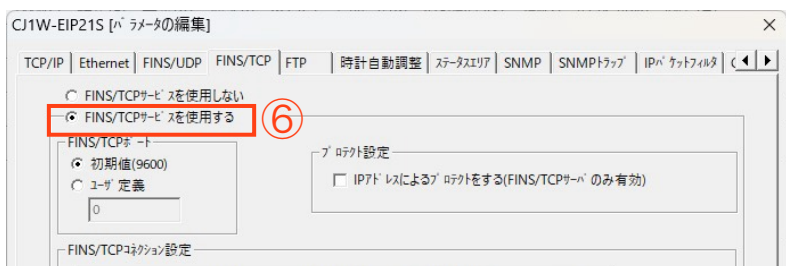 CJ1W-EIP21S [ﾊﾟﾗﾒｰﾀの編集]
TCP/IP Ethernet FINS/UDP FINS/TCP FTP 時計自動調整 ｽﾃｰﾀｽｴﾘｱ SNMP SNMPﾄﾗｯﾌﾟ IPﾊﾟｹｯﾄﾌｨﾙﾀ
FINS/TCPｻｰﾋﾞｽを使用しない
FINS/TCPｻｰﾋﾞｽを使用する ⑥
FINS/TCPﾎﾟｰﾄ
初期値(9600)
ﾕｰｻﾞ定義
0
ﾌﾟﾛﾃｸﾄ設定
IPｱﾄﾞﾚｽによるﾌﾟﾛﾃｸﾄをする(FINS/TCPｻｰﾊﾞのみ有効)
FINS/TCPｺﾈｸｼｮﾝ設定